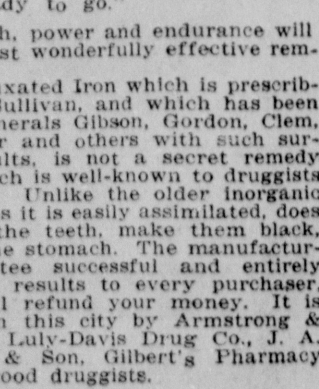 dy to go."
h, power and endurance will
st wonderfully effective rem-
uxated Iron which is prescrib-
Sullivan, and which has been
nerals Gibson, Gordon, Clem,
r and others with such sur-
ults, is not a secret remedy
ch is well-known to druggists
Unlike the older inorganic
s it is easily assimilated, does
the teeth, make them black,
e stomach. The manufactur-
tee successful and entirely
results to every purchaser,
l refund your money. It is
n this city by Armstrong &
Luly-Davis Drug Co., J. A.
& Son, Gilbert's Pharmacy
ood druggists.